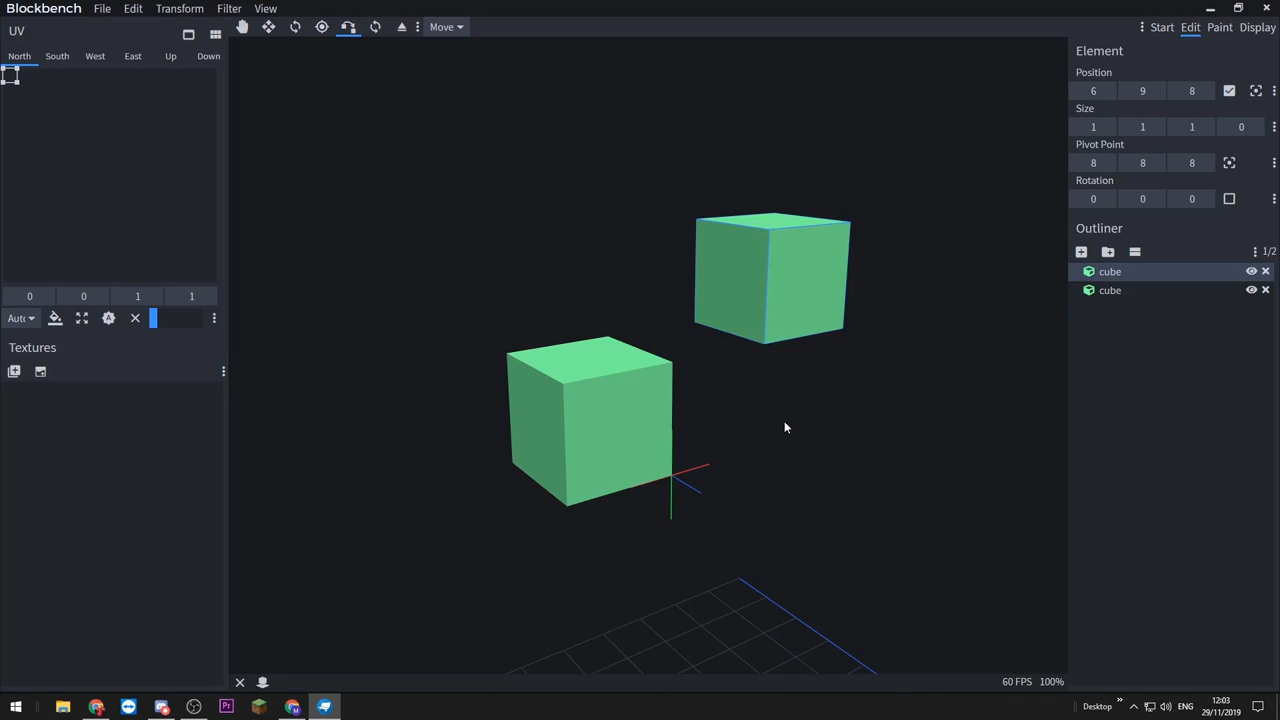 Blockbench File Edit Transform Filter View
UV
North South West East Up Down
Move
Start Edit Paint Display
Element
Position
6 9 8
Size
1 1 1 0
Pivot Point
8 8 8
Rotation
0 0 0
Outliner
1/2
cube
cube
0 0 1 1
Textures
60 FPS 100%
Desktop ENG 12:03
29/11/2019